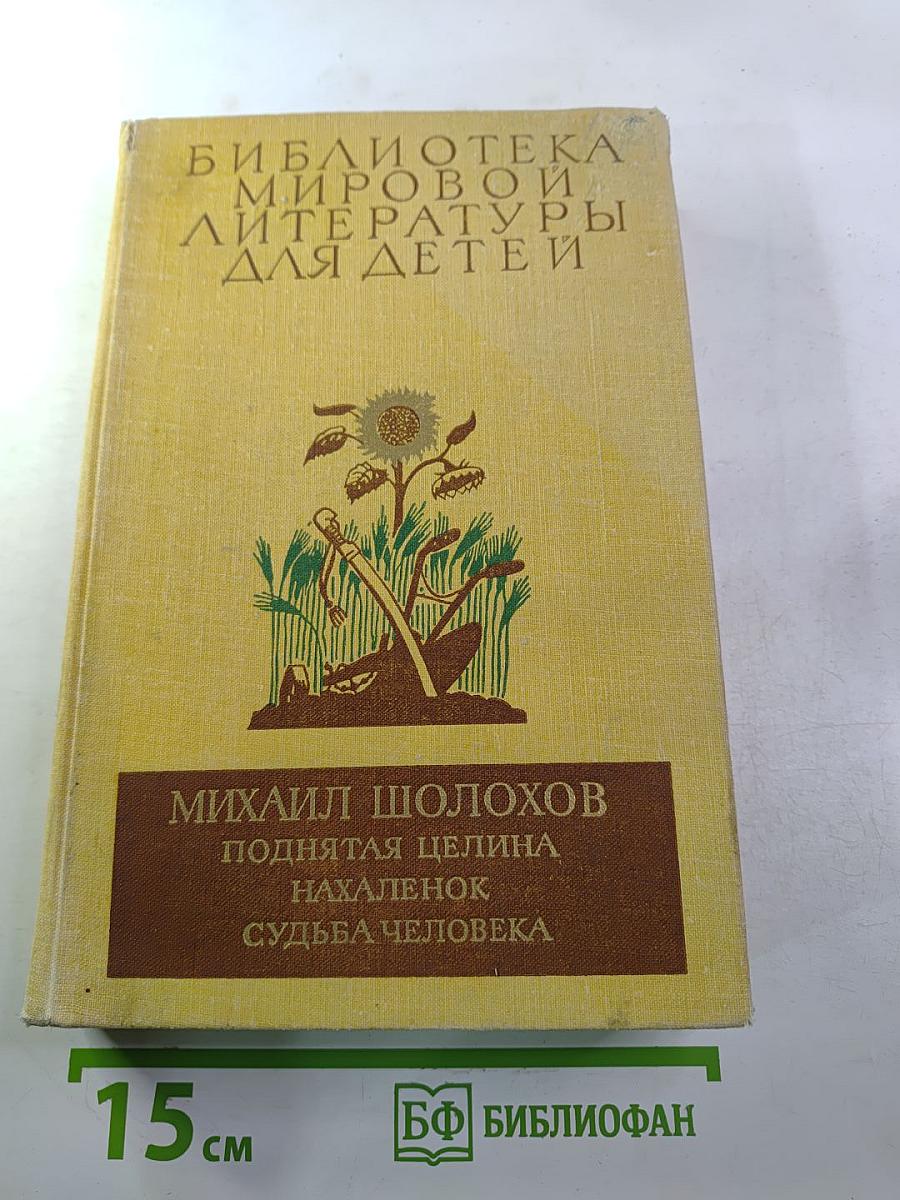 БИБЛИОТЕКА
МИРОВОЙ
ЛИТЕРАТУРЫ
ДЛЯ ДЕТЕЙ
МИХАИЛ ШОЛОХОВ
ПОДНЯТАЯ ЦЕЛИНА
НАХАЛЕНОК
СУДЬБА ЧЕЛОВЕКА
15 см
БФ БИБЛИОФАН